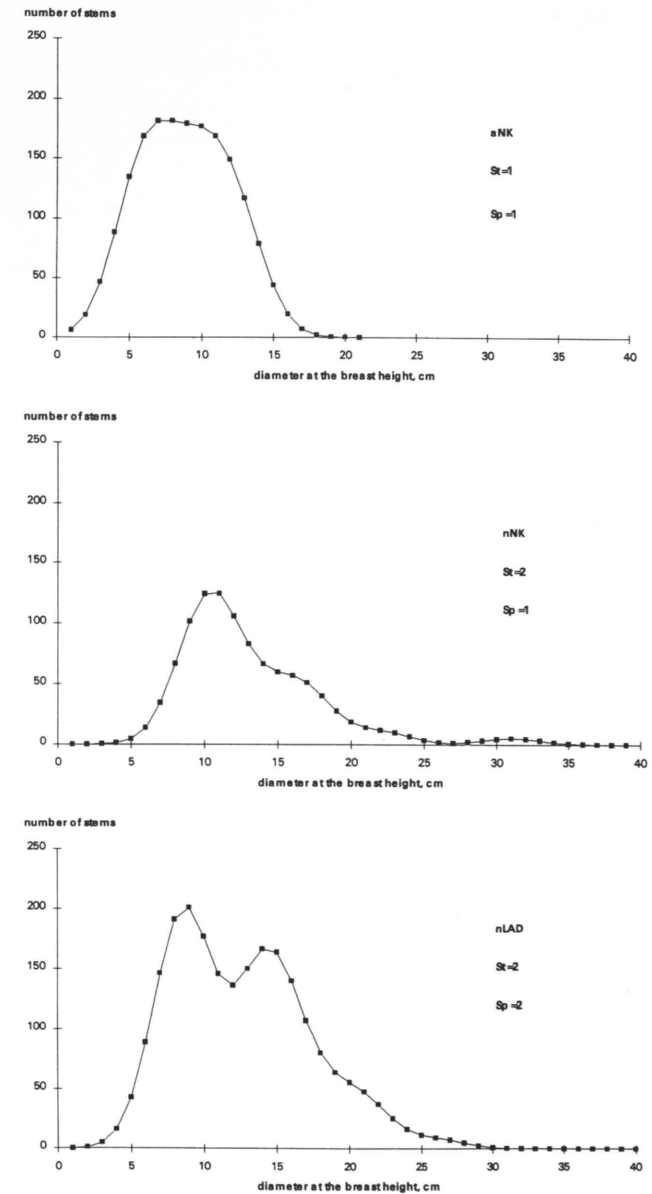 number of stems
250
200
150
100
50
0
aNK
St=1
Sp=1
0 5 10 15 20 25 30 35 40
diameter at the breast height, cm
number of stems
250
200
150
100
50
0
nNK
St=2
Sp=1
0 5 10 15 20 25 30 35 40
diameter at the breast height, cm
number of stems
250
200
150
100
50
0
nLAD
St=2
Sp=2
0 5 10 15 20 25 30 35 40
diameter at the breast height, cm